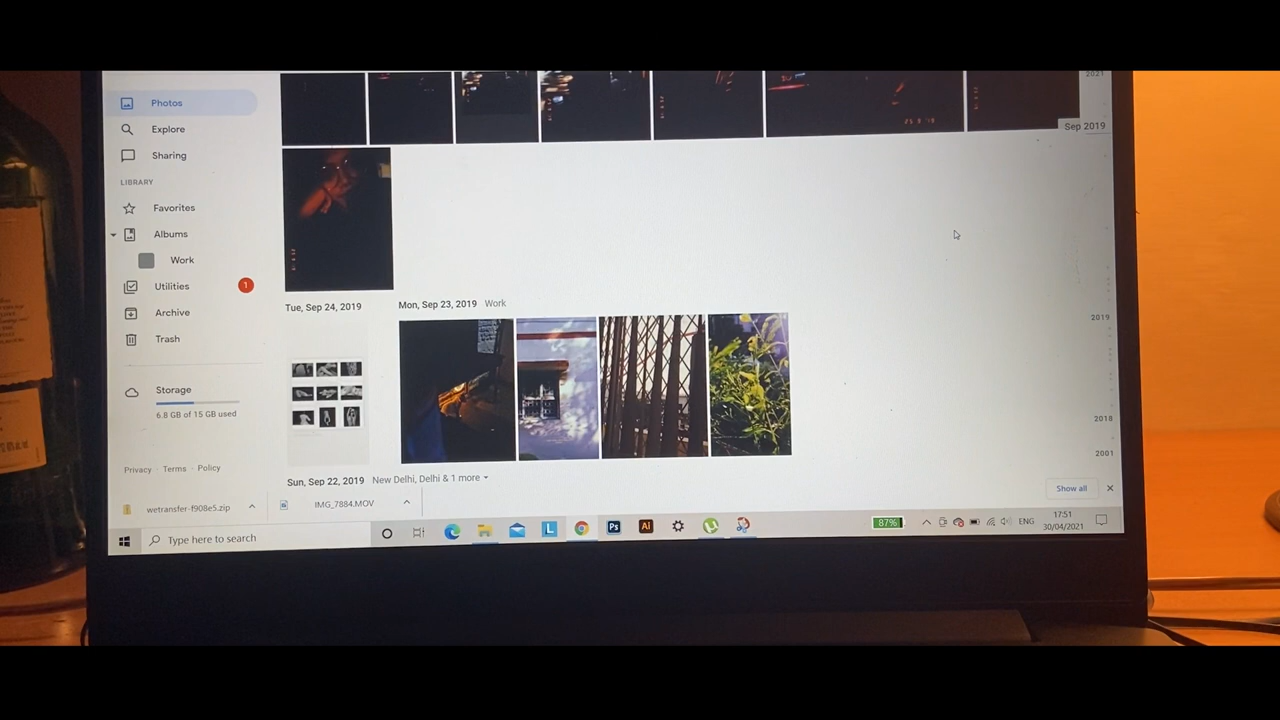 Photos
2021
Explore
Sep 2019
Sharing
LIBRARY
Favorites
Albums
Work
Utilities
1
Archive
Trash
Tue, Sep 24, 2019
Mon, Sep 23, 2019 Work
2019
Storage
6.8 GB of 15 GB used
2018
2001
Privacy · Terms · Policy
Sun, Sep 22, 2019 New Delhi, Delhi & 1 more
wetransfer-f908e5.zip
IMG_7884.MOV
Show all
Type here to search
L
Ps
Ai
87%
ENG
17:51
30/04/2021